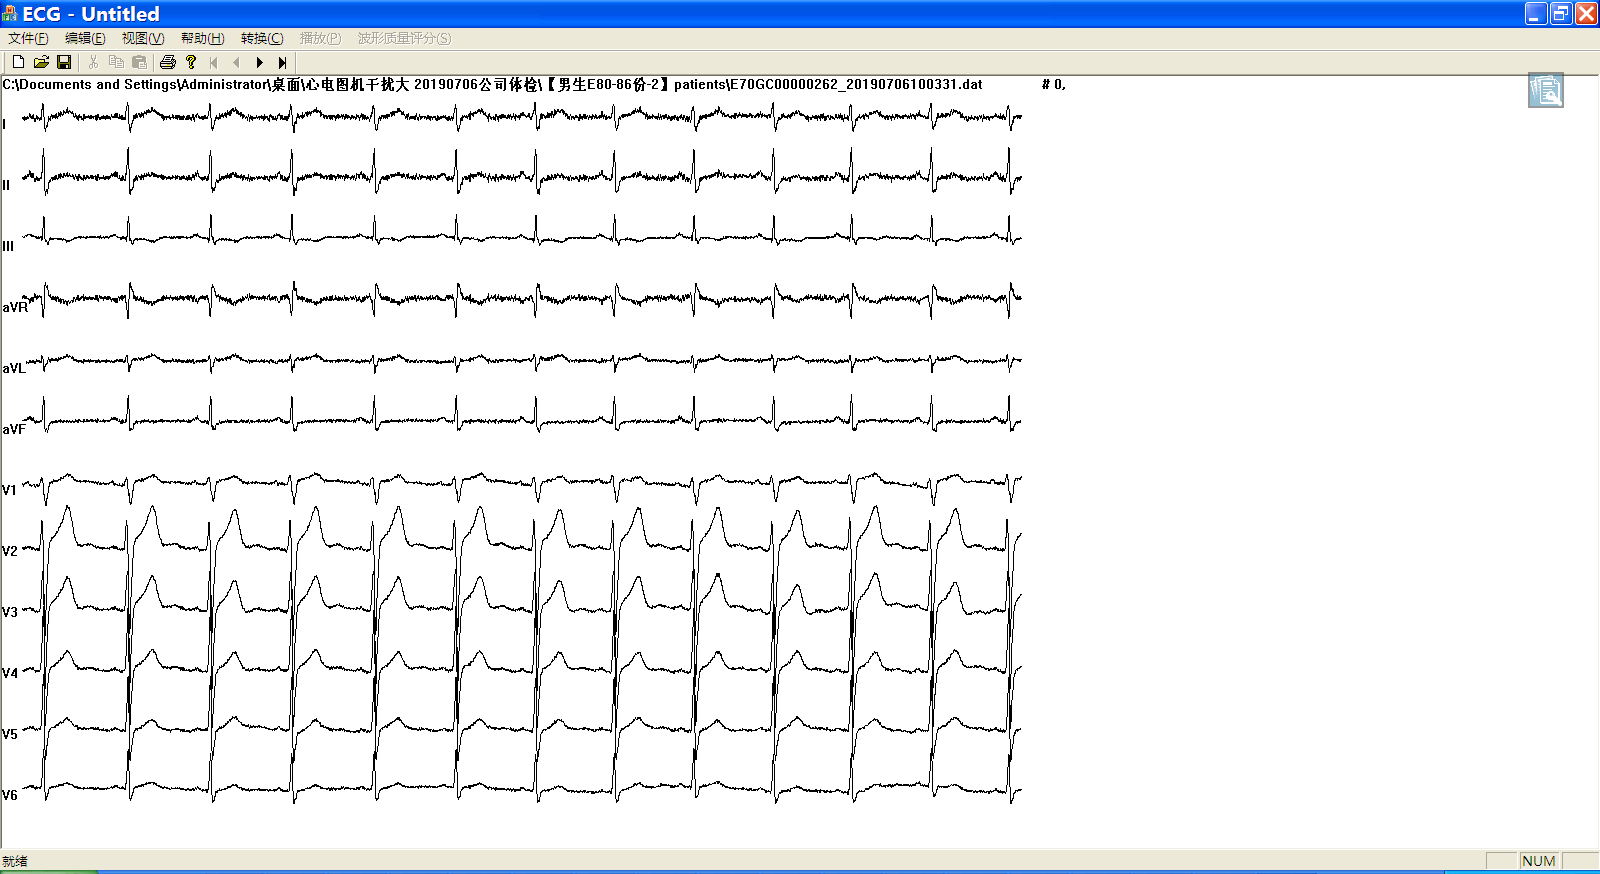 ECG - Untitled
文件(F) 编辑(E) 视图(V) 帮助(H) 转换(C) 播放(P) 波形质量评分(S)
C:\Documents and Settings\Administrator\桌面\心电图机干扰大 20190706公司体检\【男生E80-86份-2】patients\E70GC00000262_20190706100331.dat # 0,
I
II
III
aVR
aVL
aVF
V1
V2
V3
V4
V5
V6
就绪 NUM